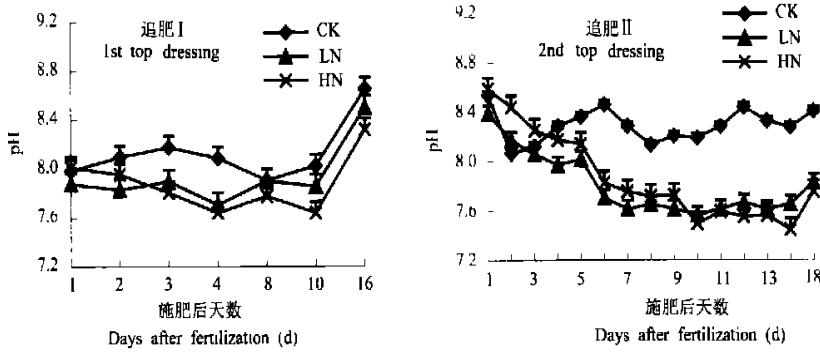 9.2
8.8
8.4
8.0
7.6
7.2
pH
追肥Ⅰ
1st top dressing
CK
LN
HN
1 2 3 4 8 10 16
施肥后天数
Days after fertilization (d)
9.2
8.8
8.4
8.0
7.6
7.2
pH
追肥Ⅱ
2nd top dressing
CK
LN
HN
1 3 5 7 9 11 13 18
施肥后天数
Days after fertilization (d)